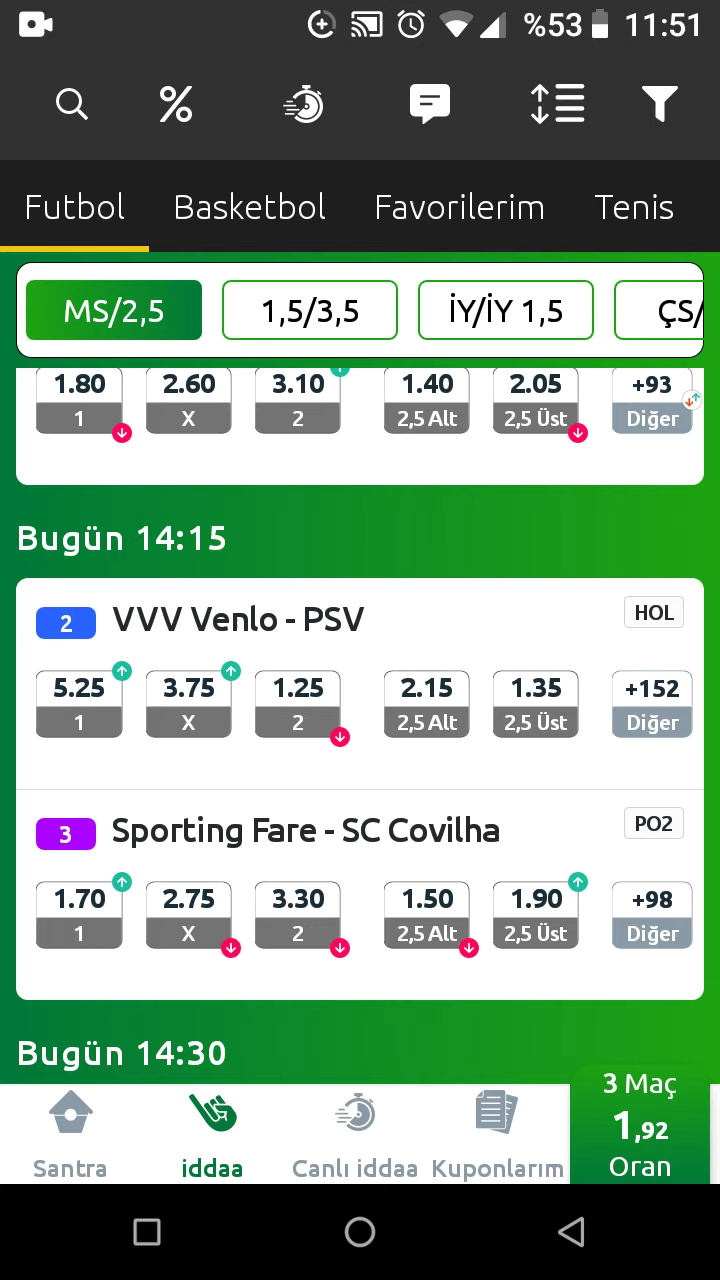 %53 11:51
Futbol Basketbol Favorilerim Tenis
MS/2,5 1,5/3,5 İY/İY 1,5 ÇS/
1.80 2.60 3.10 1.40 2.05 +93
1 X 2 2,5 Alt 2,5 Üst Diğer
Bugün 14:15
2 VVV Venlo - PSV HOL
5.25 3.75 1.25 2.15 1.35 +152
1 X 2 2,5 Alt 2,5 Üst Diğer
3 Sporting Fare - SC Covilha PO2
1.70 2.75 3.30 1.50 1.90 +98
1 X 2 2,5 Alt 2,5 Üst Diğer
Bugün 14:30
3 Maç
1,92
Oran
Santra iddaa Canlı iddaa Kuponlarım